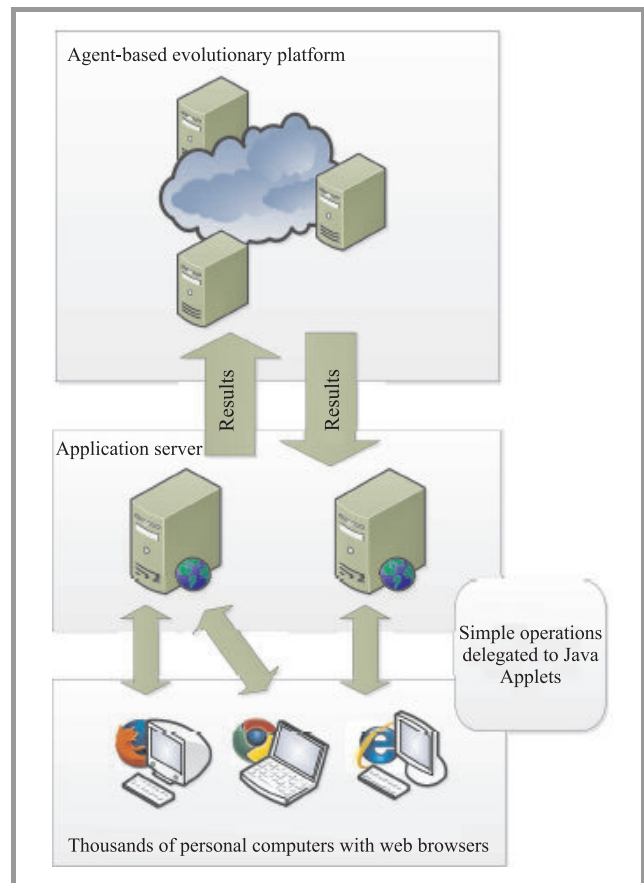 Agent-based evolutionary platform
Results
Results
Application server
Simple operations
delegated to Java
Applets
Thousands of personal computers with web browsers